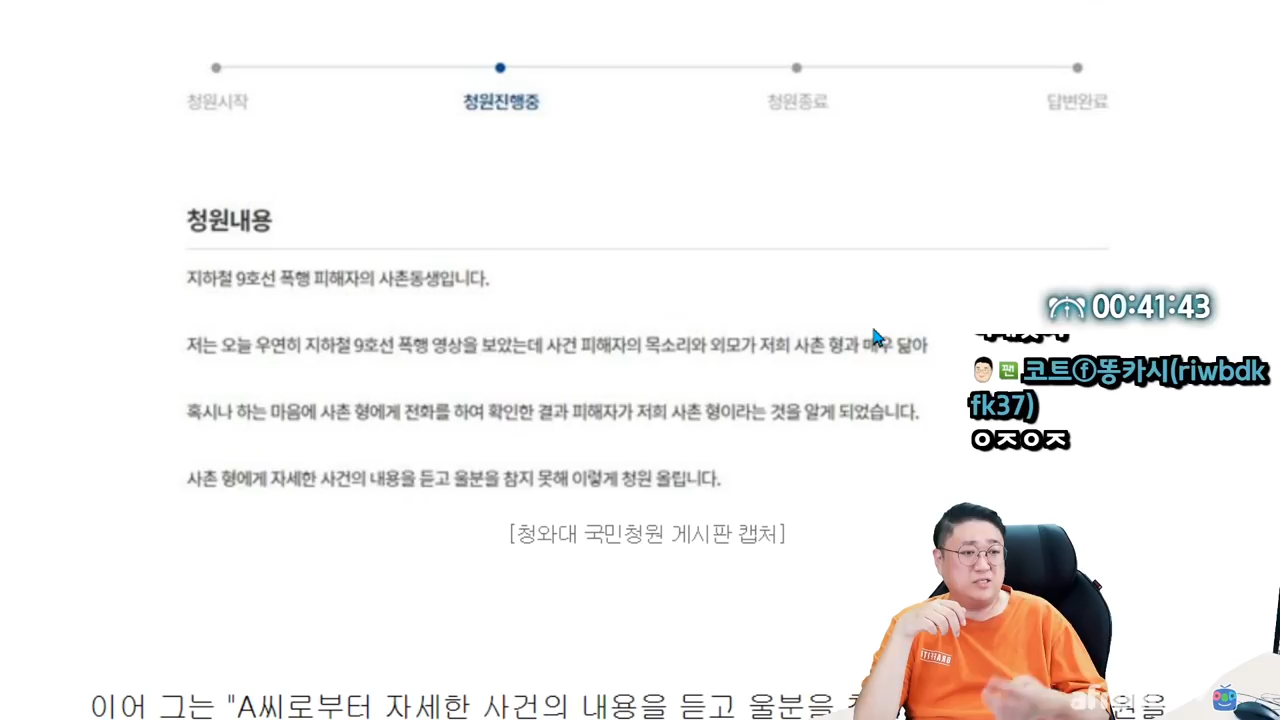 청원시작
청원진행중
청원종료
답변완료
청원내용
지하철 9호선 폭행 피해자의 사촌동생입니다.
저는 오늘 우연히 지하철 9호선 폭행 영상을 보았는데 사건 피해자의 목소리와 외모가 저희 사촌 형과 매우 닮아
혹시나 하는 마음에 사촌 형에게 전화를 하여 확인한 결과 피해자가 저희 사촌 형이라는 것을 알게 되었습니다.
사촌 형에게 자세한 사건의 내용을 듣고 울분을 참지 못해 이렇게 청원 올립니다.
[청와대 국민청원 게시판 캡처]
00:41:43
팬 코트ⓕ똥카시(riwbdk
fk37)
ㅇㅈㅇㅈ
이어 그는 "A씨로부터 자세한 사건의 내용을 듣고 울분을